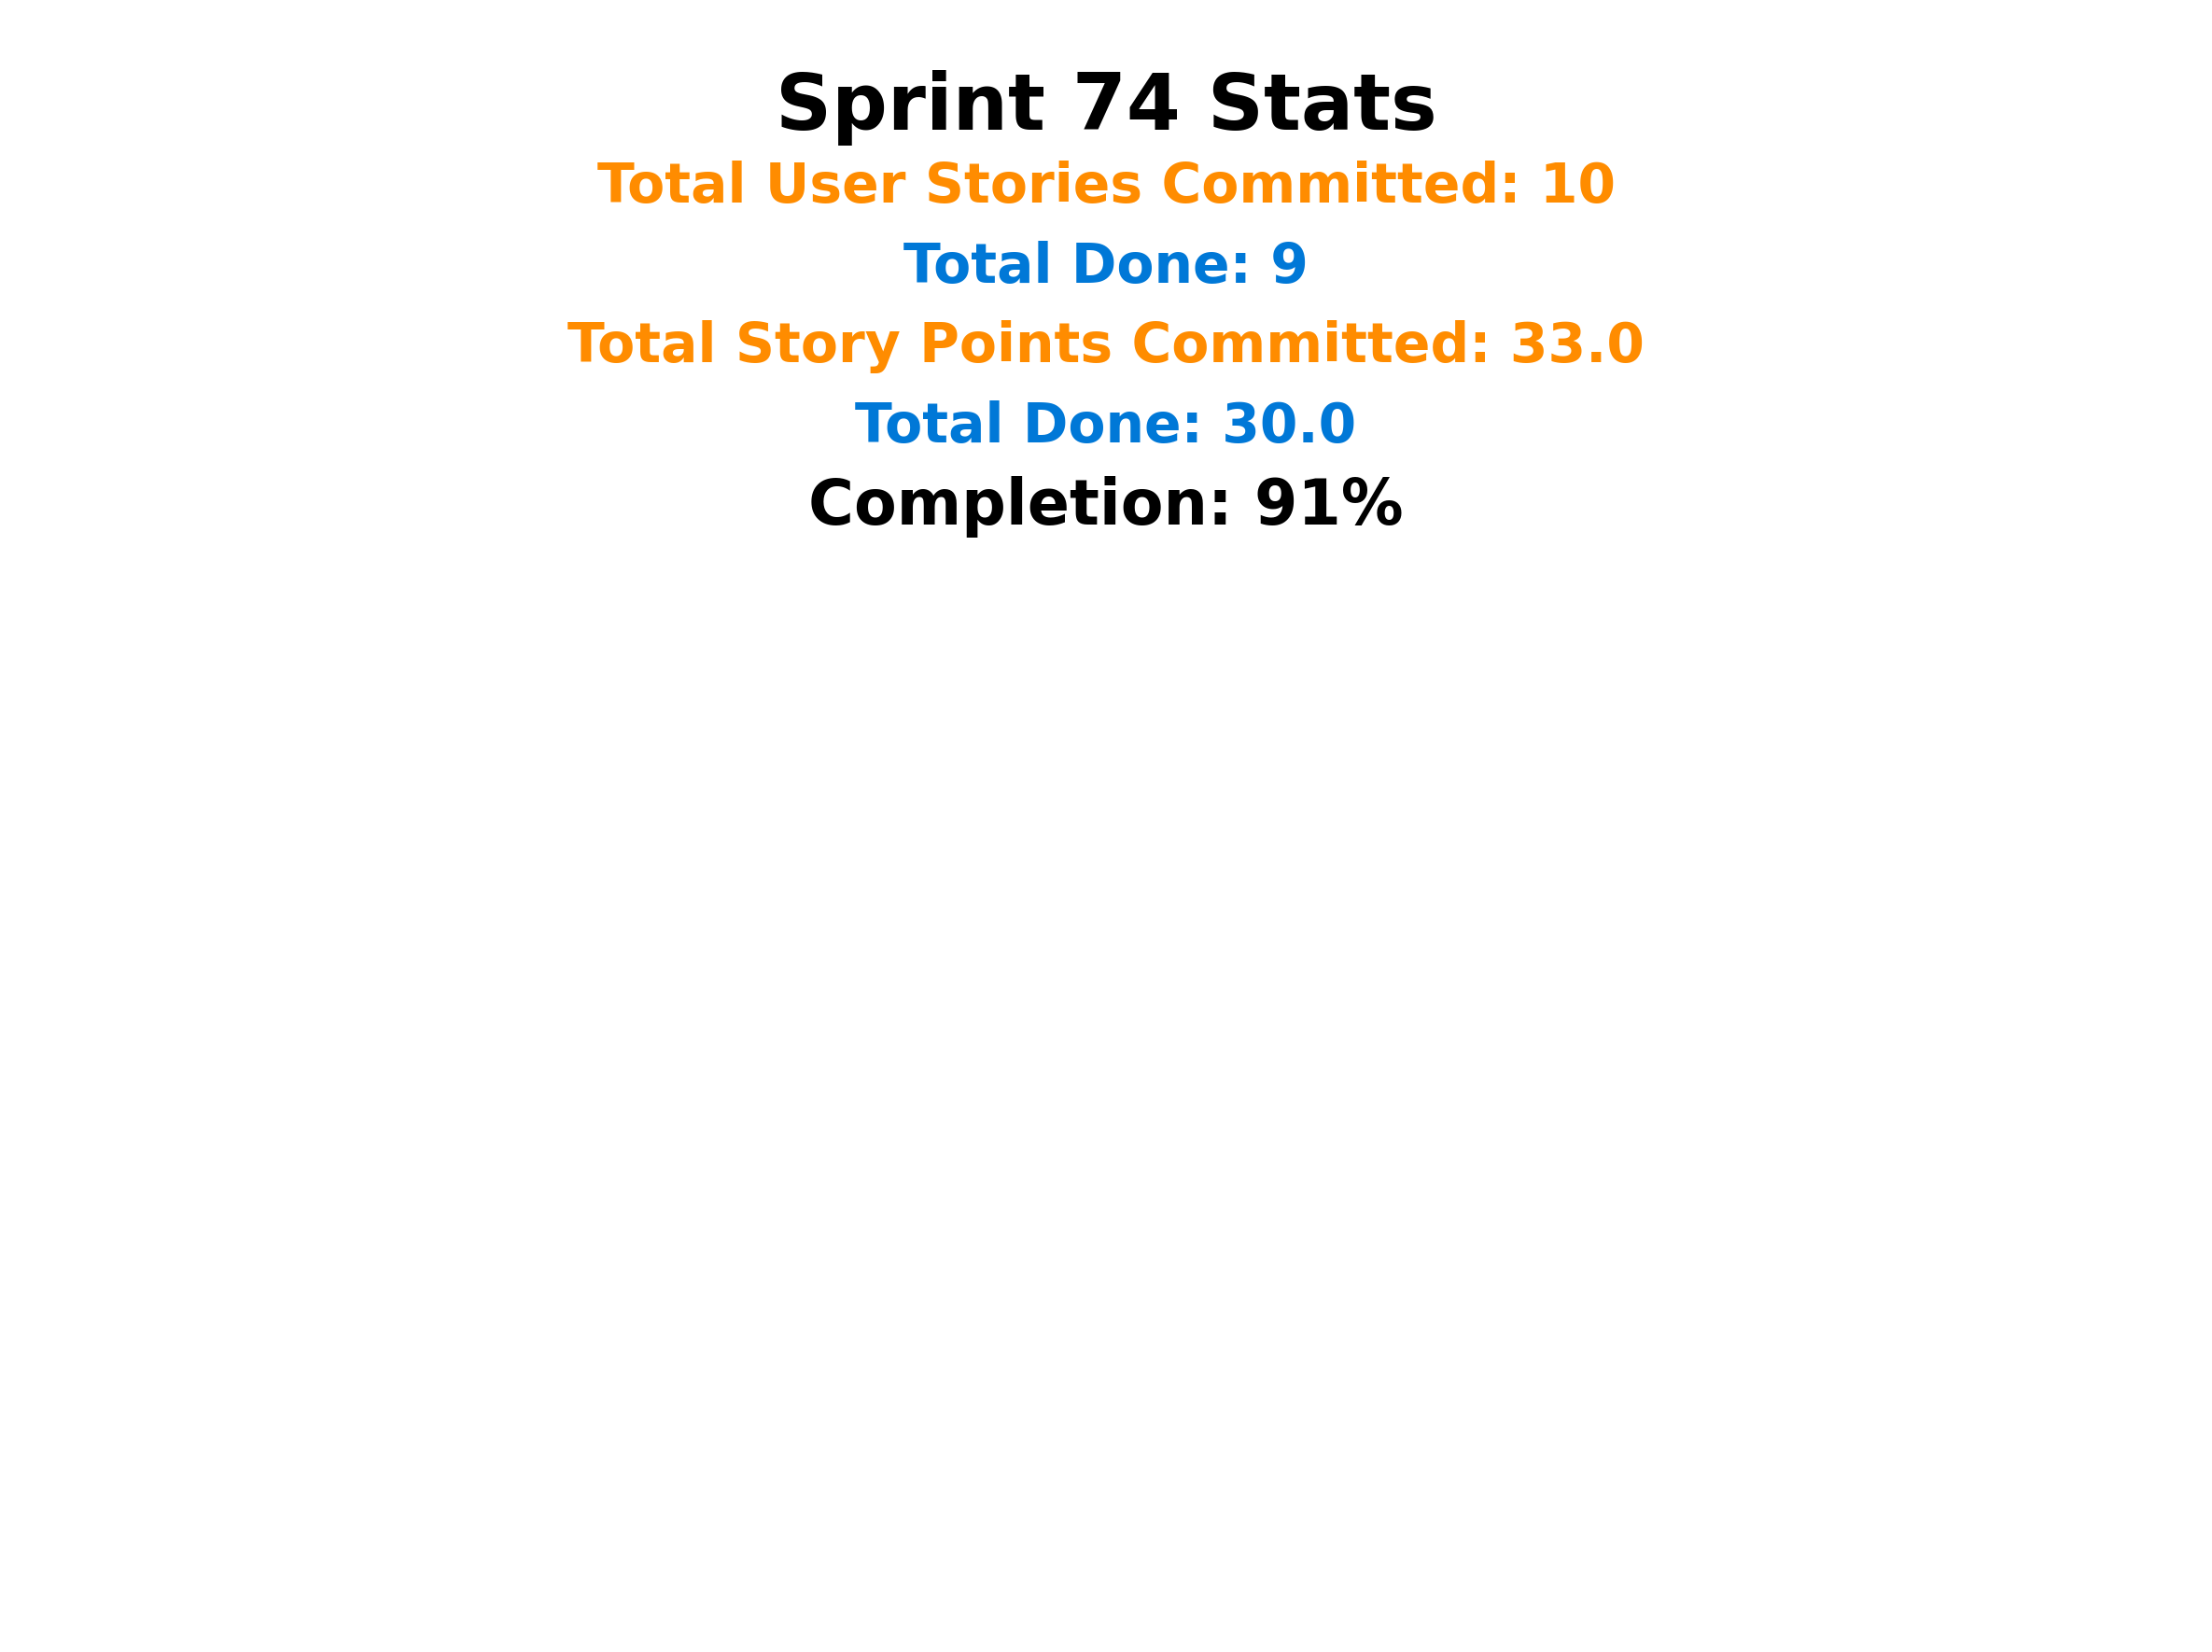 Sprint 74 Stats
Total User Stories Committed: 10
Total Done: 9
Total Story Points Committed: 33.0
Total Done: 30.0
Completion: 91%